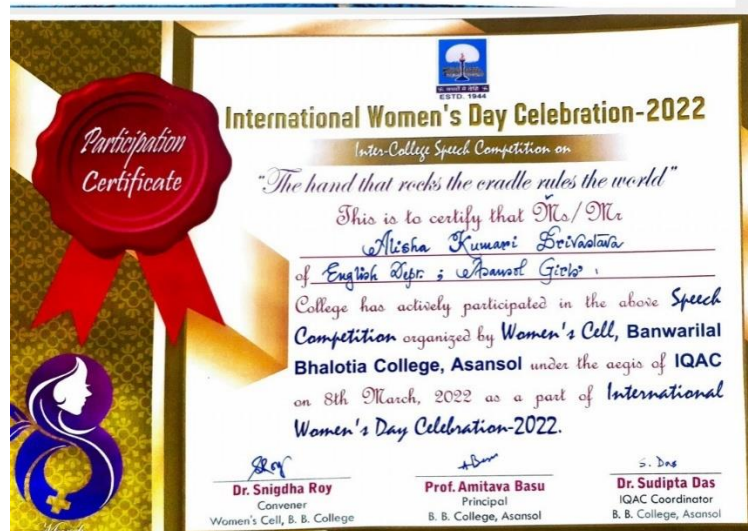 ESTD. 1944
International Women's Day Celebration-2022
Inter-College Speech Competition on
"The hand that rocks the cradle rules the world"
This is to certify that Ms/Mr
Alisha Kumari Srivastava
of English Dept. ; Asansol Girls'
College has actively participated in the above Speech
Competition organized by Women's Cell, Banwarilal
Bhalotia College, Asansol under the aegis of IQAC
on 8th March, 2022 as a part of International
Women's Day Celebration-2022.
Participation
Certificate
SRoy
ABasu
S. Das
Dr. Snigdha Roy
Convener
Women's Cell, B. B. College
Prof. Amitava Basu
Principal
B. B. College, Asansol
Dr. Sudipta Das
IQAC Coordinator
B. B. College, Asansol
8